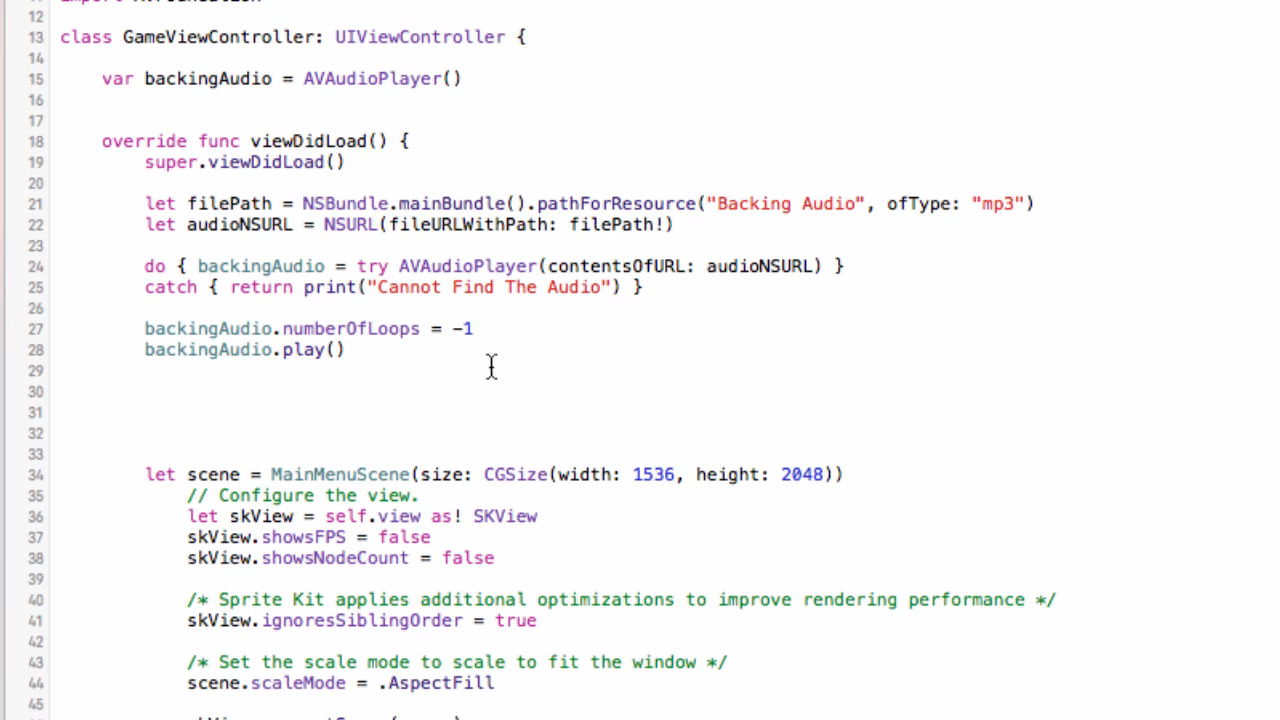 12
13 class GameViewController: UIViewController {
14
15 var backingAudio = AVAudioPlayer()
16
17
18 override func viewDidLoad() {
19 super.viewDidLoad()
20
21 let filePath = NSBundle.mainBundle().pathForResource("Backing Audio", ofType: "mp3")
22 let audioNSURL = NSURL(fileURLWithPath: filePath!)
23
24 do { backingAudio = try AVAudioPlayer(contentsOfURL: audioNSURL) }
25 catch { return print("Cannot Find The Audio") }
26
27 backingAudio.numberOfLoops = -1
28 backingAudio.play()
29
30
31
32
33
34 let scene = MainMenuScene(size: CGSize(width: 1536, height: 2048))
35 // Configure the view.
36 let skView = self.view as! SKView
37 skView.showsFPS = false
38 skView.showsNodeCount = false
39
40 /* Sprite Kit applies additional optimizations to improve rendering performance */
41 skView.ignoresSiblingOrder = true
42
43 /* Set the scale mode to scale to fit the window */
44 scene.scaleMode = .AspectFill
45